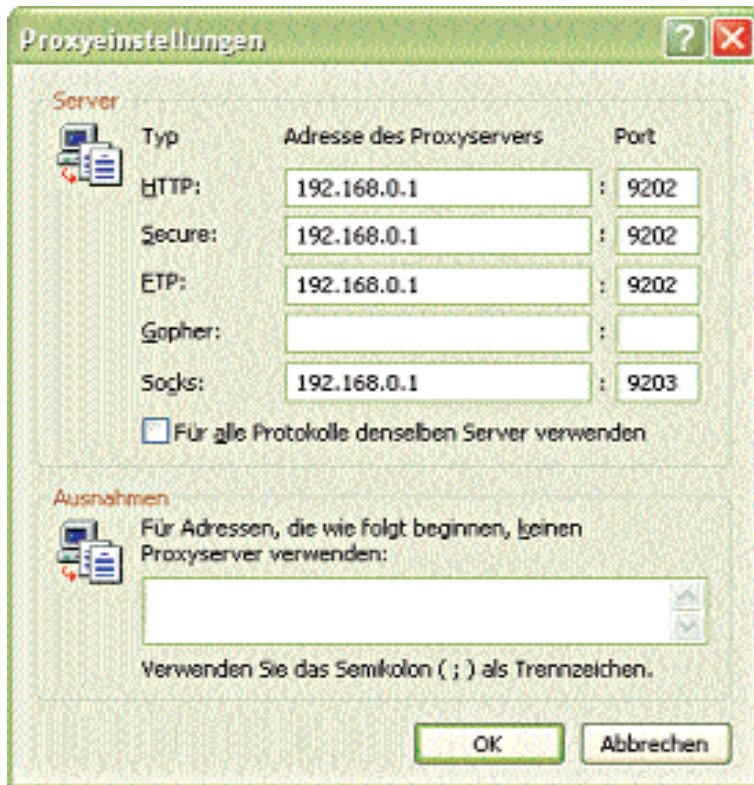 Proxyeinstellungen
Server
Typ Adresse des Proxyservers Port
HTTP: 192.168.0.1 : 9202
Secure: 192.168.0.1 : 9202
FTP: 192.168.0.1 : 9202
Gopher: :
Socks: 192.168.0.1 : 9203
Für alle Protokolle denselben Server verwenden
Ausnahmen
Für Adressen, die wie folgt beginnen, keinen
Proxyserver verwenden:
Verwenden Sie das Semikolon ( ; ) als Trennzeichen.
OK Abbrechen